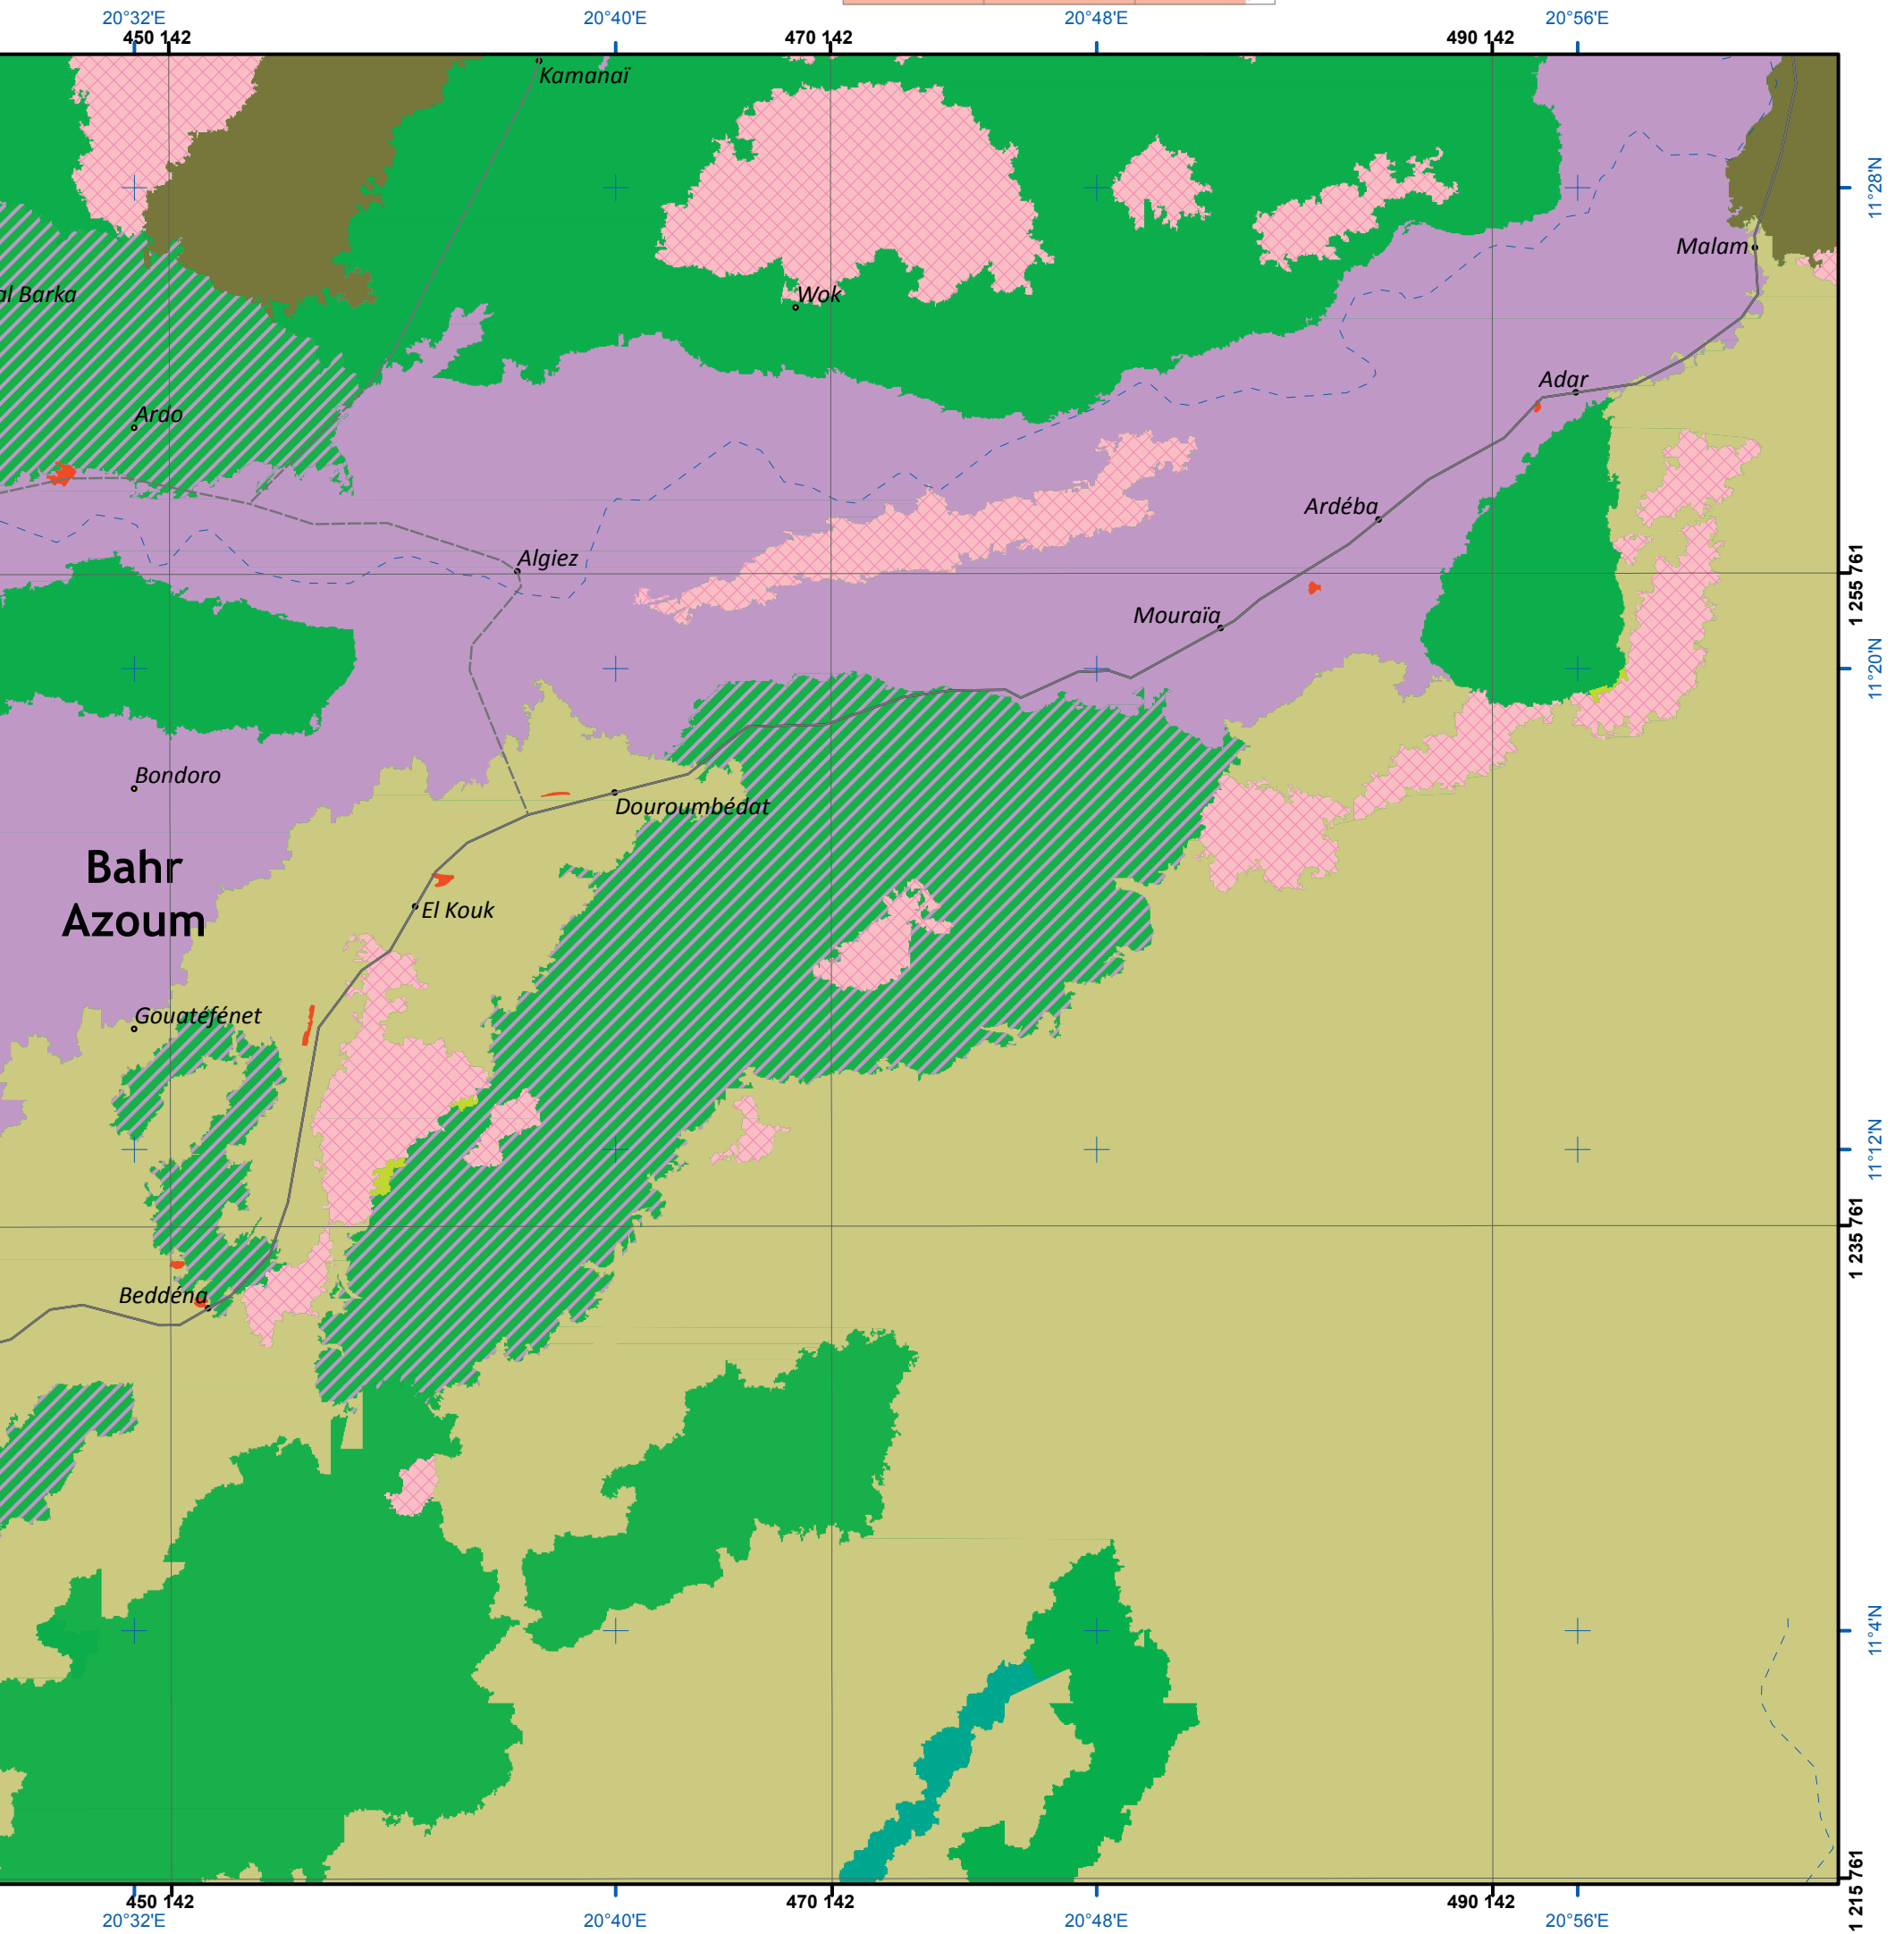 20°32'E 20°40'E 20°48'E 20°56'E
450 142 470 142 490 142
Kamanaï
11°28'N
Malam
al Barka
Wok
Adar
Ardo
Ardéba
Algiez
1 255 761
Mouraïa
11°20'N
Bondoro
Douroumbédat
Bahr
Azoum
El Kouk
Gouatéfénet
11°12'N
1 235 761
Beddéna
11°4'N
1 215 761
450 142 470 142 490 142
20°32'E 20°40'E 20°48'E 20°56'E